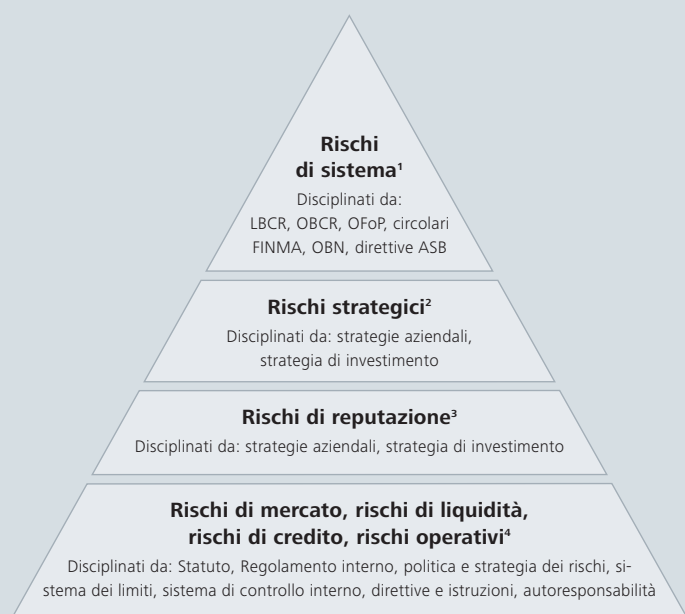 Rischi
di sistema¹
Disciplinati da:
LBCR, OBCR, OFoP, circolari
FINMA, OBN, direttive ASB
Rischi strategici²
Disciplinati da: strategie aziendali,
strategia di investimento
Rischi di reputazione³
Disciplinati da: strategie aziendali, strategia di investimento
Rischi di mercato, rischi di liquidità,
rischi di credito, rischi operativi⁴
Disciplinati da: Statuto, Regolamento interno, politica e strategia dei rischi, si-
stema dei limiti, sistema di controllo interno, direttive e istruzioni, autoresponsabilità